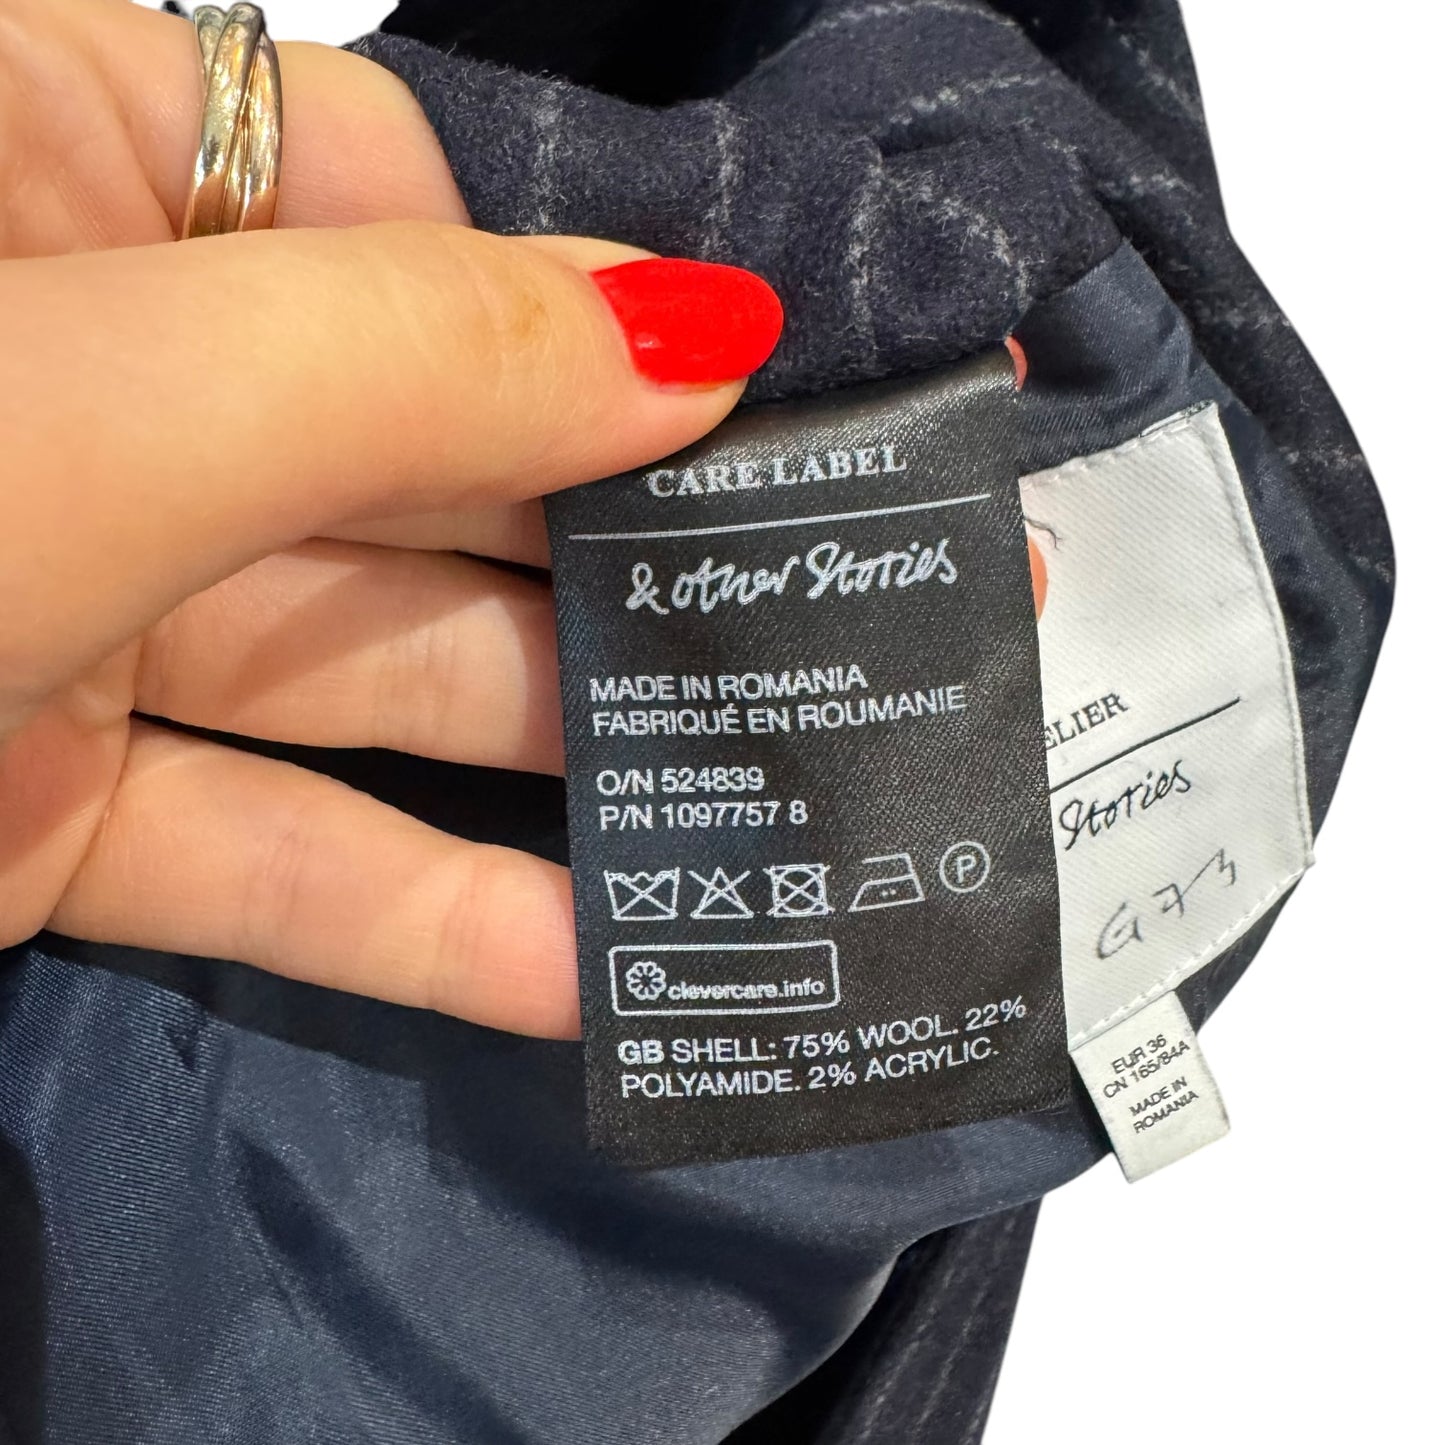 CARE LABEL
& other Stories
MADE IN ROMANIA
FABRIQUÉ EN ROUMANIE
O/N 524839
P/N 1097757 8
P
clevercare.info
GB SHELL: 75% WOOL. 22%
POLYAMIDE. 2% ACRYLIC.
ELIER
Stories
EUR 36
CN 165/84A
MADE IN
ROMANIA